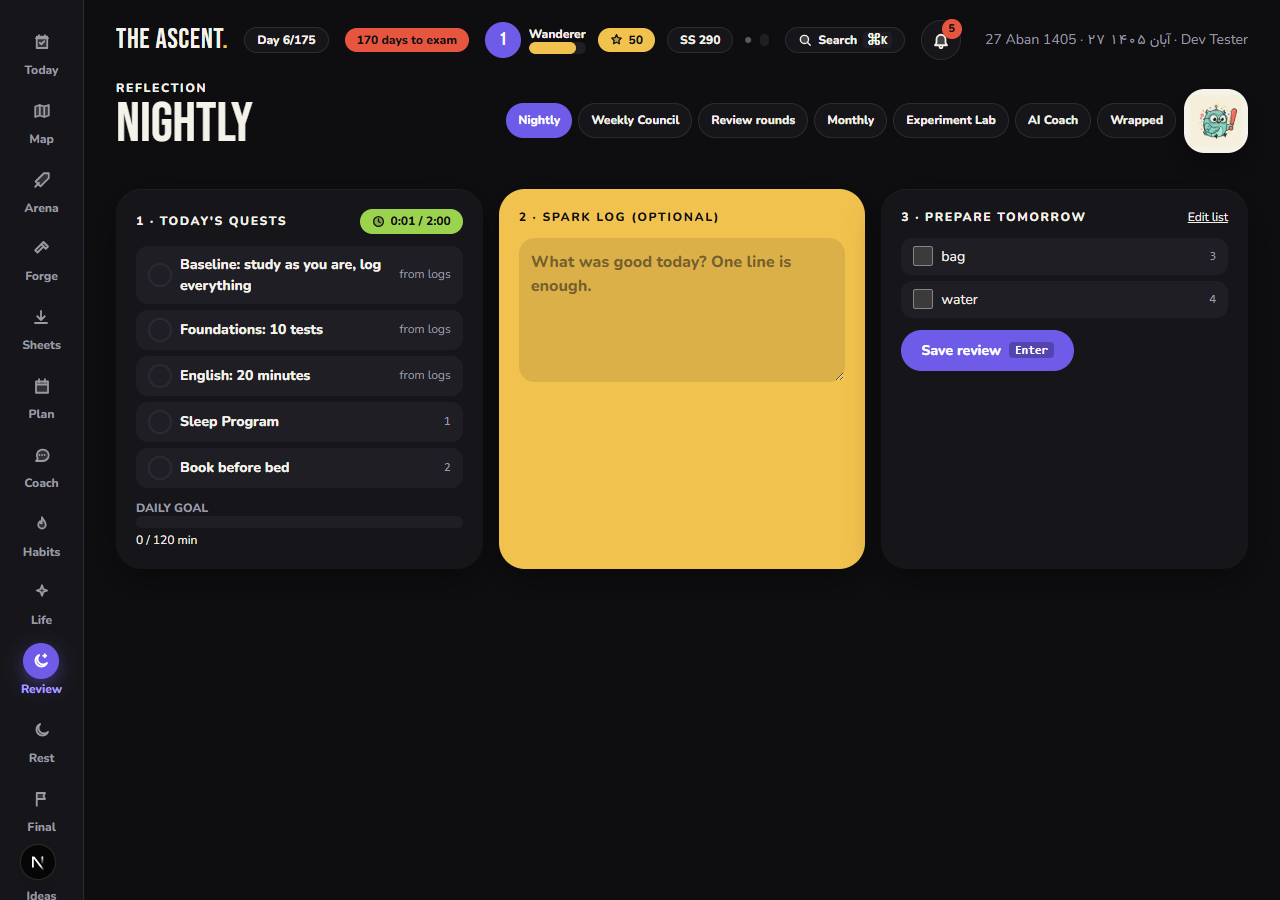 THE ASCENT.
Day 6/175
170 days to exam
1
Wanderer
50
SS 290
Search ⌘K
5
27 Aban 1405 · ۲۷ آبان ۱۴۰۵ · Dev Tester
Today
Map
Arena
Forge
Sheets
Plan
Coach
Habits
Life
Review
Rest
Final
N
Ideas
REFLECTION
NIGHTLY
Nightly
Weekly Council
Review rounds
Monthly
Experiment Lab
AI Coach
Wrapped
1 · TODAY'S QUESTS
0:01 / 2:00
Baseline: study as you are, log
everything
from logs
Foundations: 10 tests
from logs
English: 20 minutes
from logs
Sleep Program
1
Book before bed
2
DAILY GOAL
0 / 120 min
2 · SPARK LOG (OPTIONAL)
What was good today? One line is
enough.
3 · PREPARE TOMORROW
Edit list
bag
3
water
4
Save review Enter